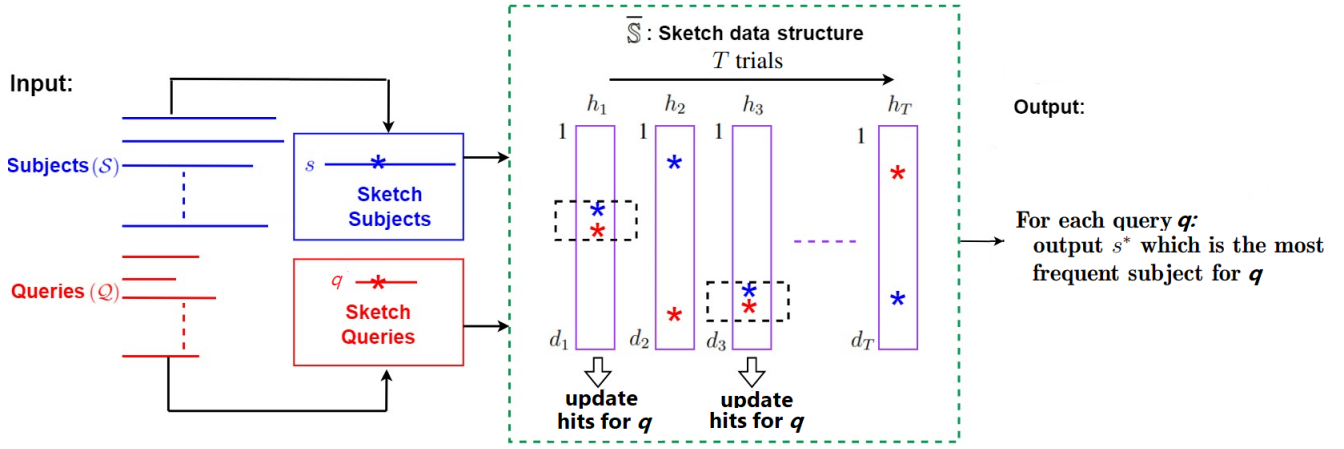 Input:
Subjects (𝒮)
Queries (𝒬)
s
*
Sketch
Subjects
q
*
Sketch
Queries
𝕊̅ : Sketch data structure
T trials
h₁ h₂ h₃ h_T
1 1 1 1
d₁ d₂ d₃ d_T
update
hits for q
update
hits for q
Output:
For each query q:
output s* which is the most
frequent subject for q